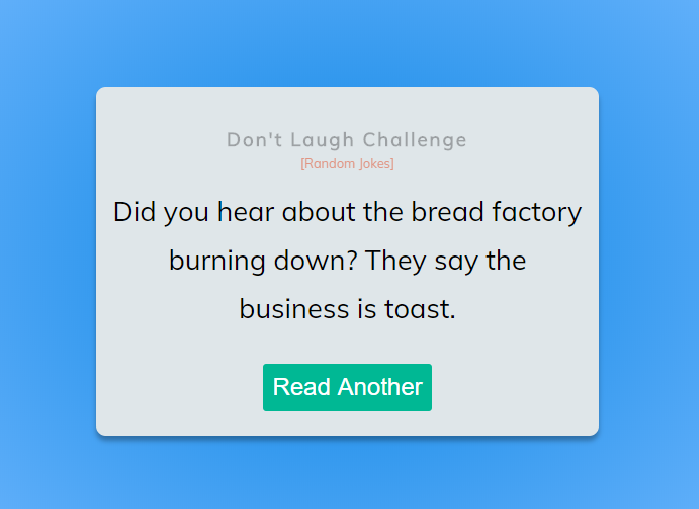 Don't Laugh Challenge
[Random Jokes]
Did you hear about the bread factory
burning down? They say the
business is toast.
Read Another